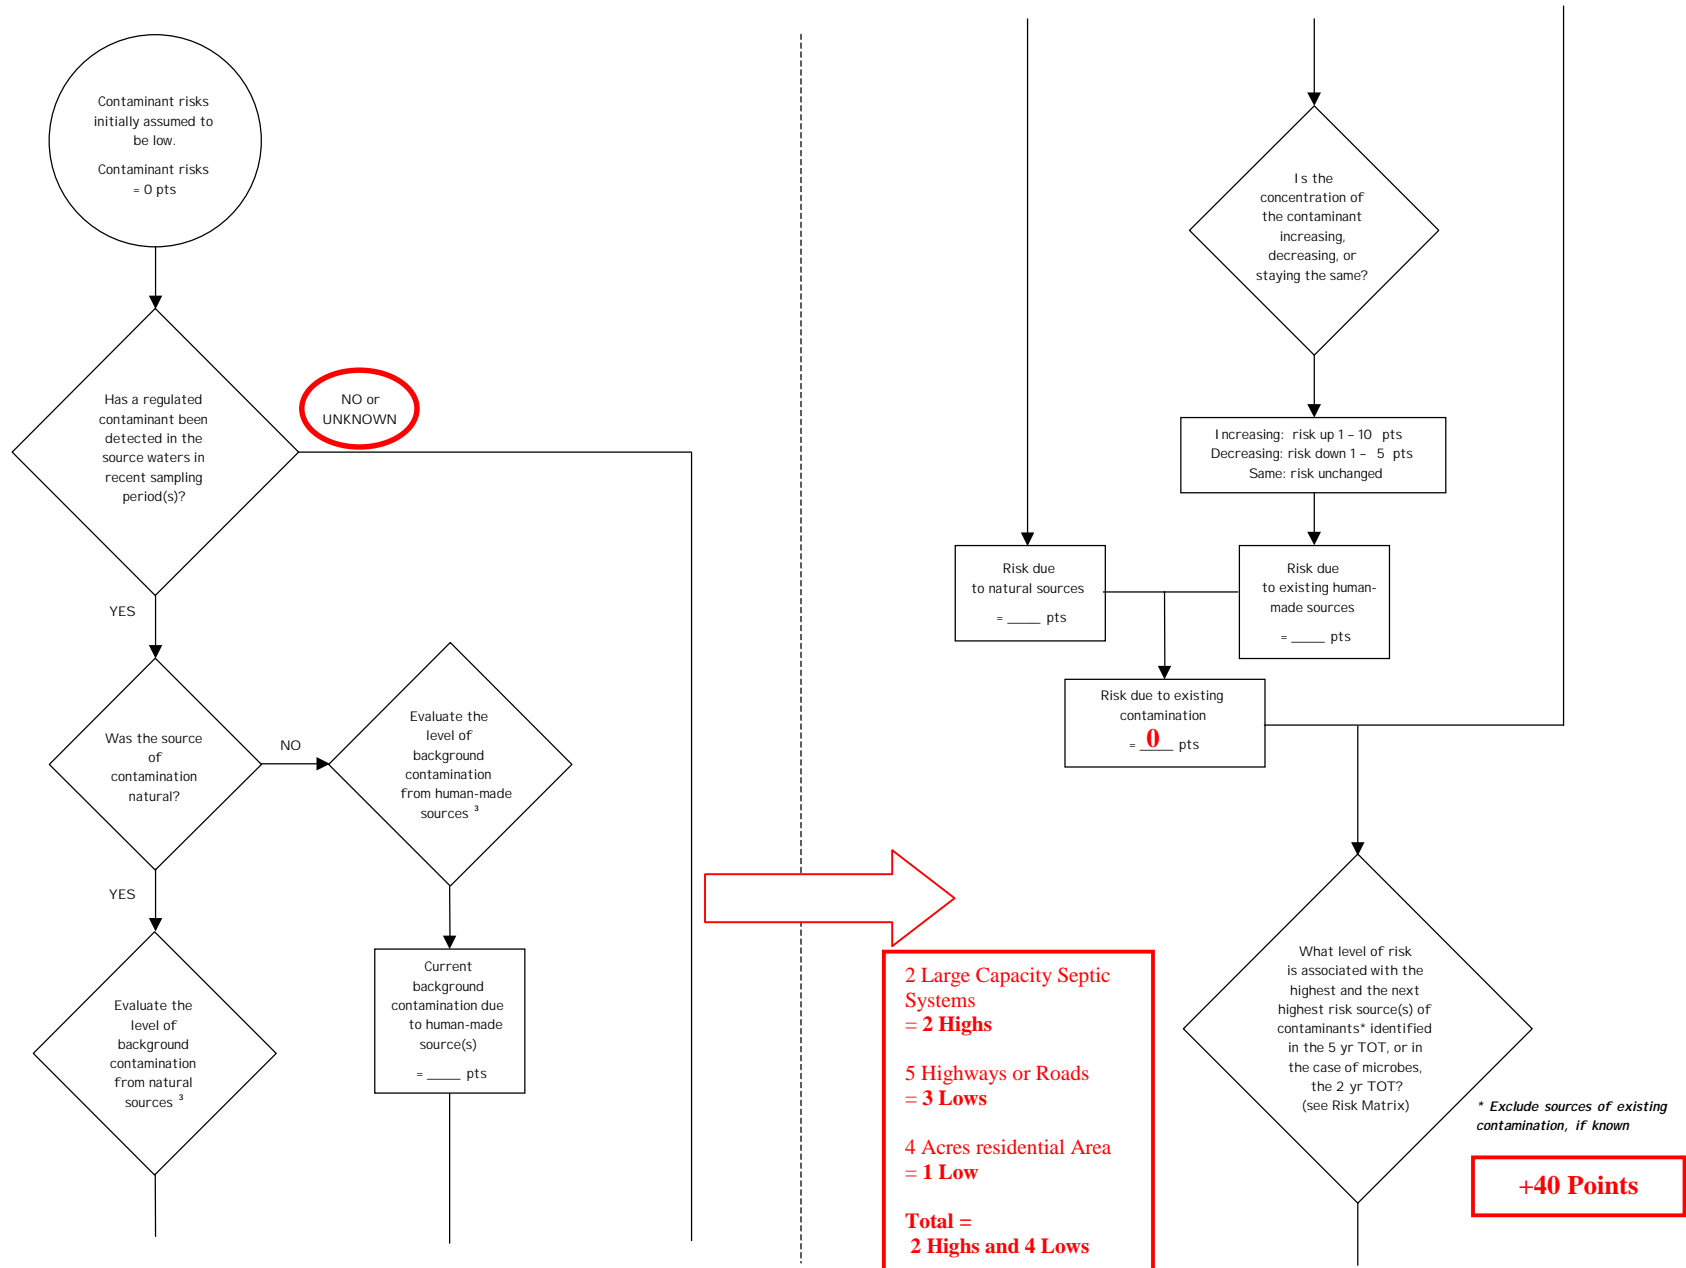 Contaminant risks
initially assumed to
be low.
Contaminant risks
= 0 pts
Has a regulated
contaminant been
detected in the
source waters in
recent sampling
period(s)?
NO or
UNKNOWN
YES
Was the source
of
contamination
natural?
NO
Evaluate the
level of
background
contamination
from human-made
sources ³
YES
Evaluate the
level of
background
contamination
from natural
sources ³
Current
background
contamination due
to human-made
source(s)
= ____ pts
Is the
concentration of
the contaminant
increasing,
decreasing, or
staying the same?
Increasing: risk up 1 – 10 pts
Decreasing: risk down 1 – 5 pts
Same: risk unchanged
Risk due
to natural sources
= ____ pts
Risk due
to existing human-
made sources
= ____ pts
Risk due to existing
contamination
= 0 pts
2 Large Capacity Septic
Systems
= 2 Highs
5 Highways or Roads
= 3 Lows
4 Acres residential Area
= 1 Low
Total =
2 Highs and 4 Lows
What level of risk
is associated with the
highest and the next
highest risk source(s) of
contaminants* identified
in the 5 yr TOT, or in
the case of microbes,
the 2 yr TOT?
(see Risk Matrix)
* Exclude sources of existing
contamination, if known
+40 Points